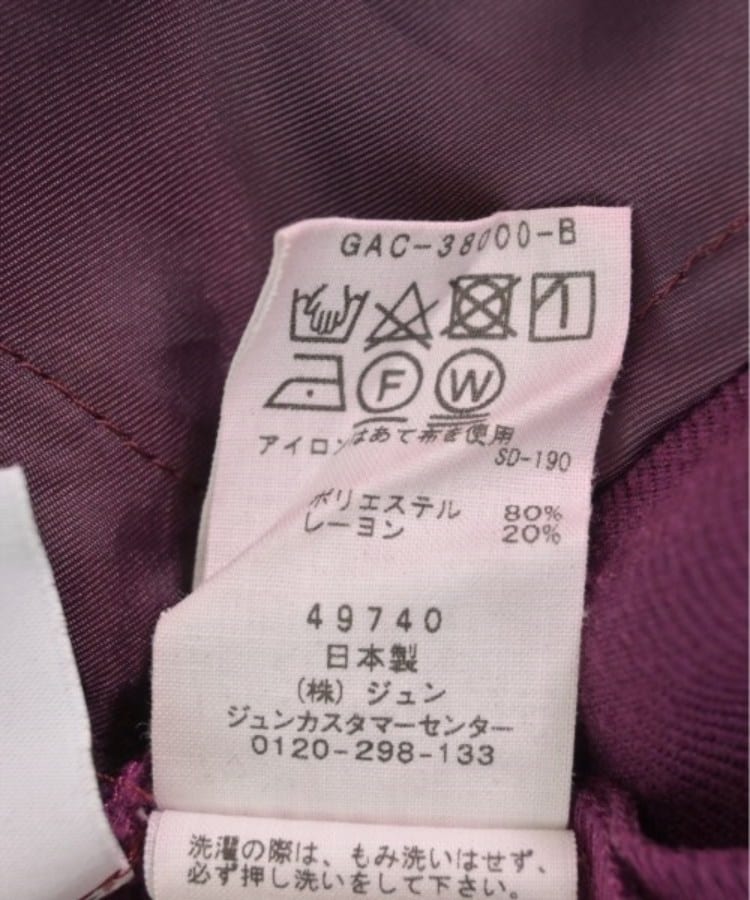 GAC-38000-B
F W
アイロンはあて布を使用
SD-190
ポリエステル 80%
レーヨン 20%
49740
日本製
(株) ジュン
ジュンカスタマーセンター
0120-298-133
洗濯の際は、もみ洗いはせず、
必ず押し洗いをして下さい。